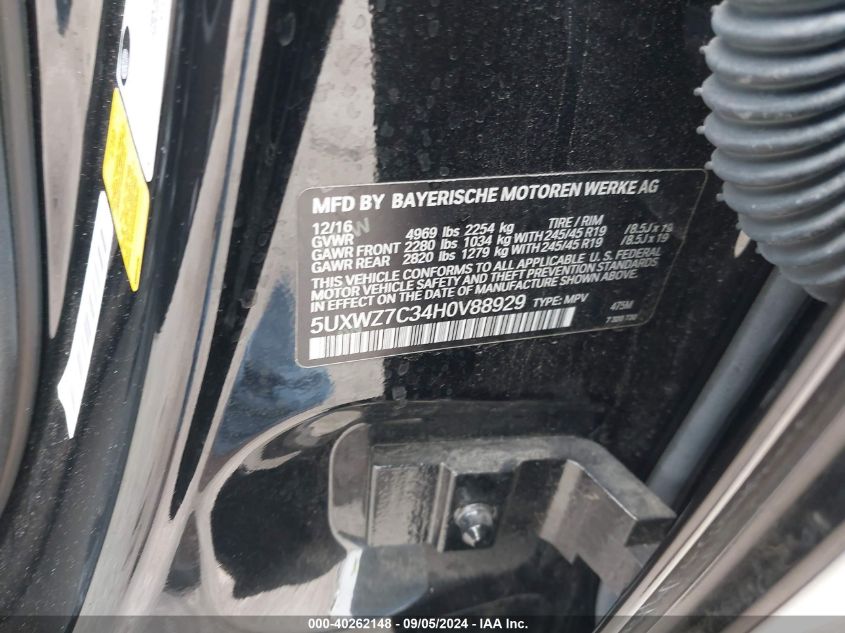 MFD BY BAYERISCHE MOTOREN WERKE AG
12/16
GVWR 4969 lbs 2254 kg TIRE / RIM
GAWR FRONT 2280 lbs 1034 kg WITH 245/45 R19 /8.5J x 19
GAWR REAR 2820 lbs 1279 kg WITH 245/45 R19 /8.5J x 19
THIS VEHICLE CONFORMS TO ALL APPLICABLE U. S. FEDERAL
MOTOR VEHICLE SAFETY AND THEFT PREVENTION STANDARDS
IN EFFECT ON THE DATE OF MANUFACTURE SHOWN ABOVE.
5UXWZ7C34H0V88929 TYPE: MPV 475M
000-40262148 - 09/05/2024 - IAA Inc.